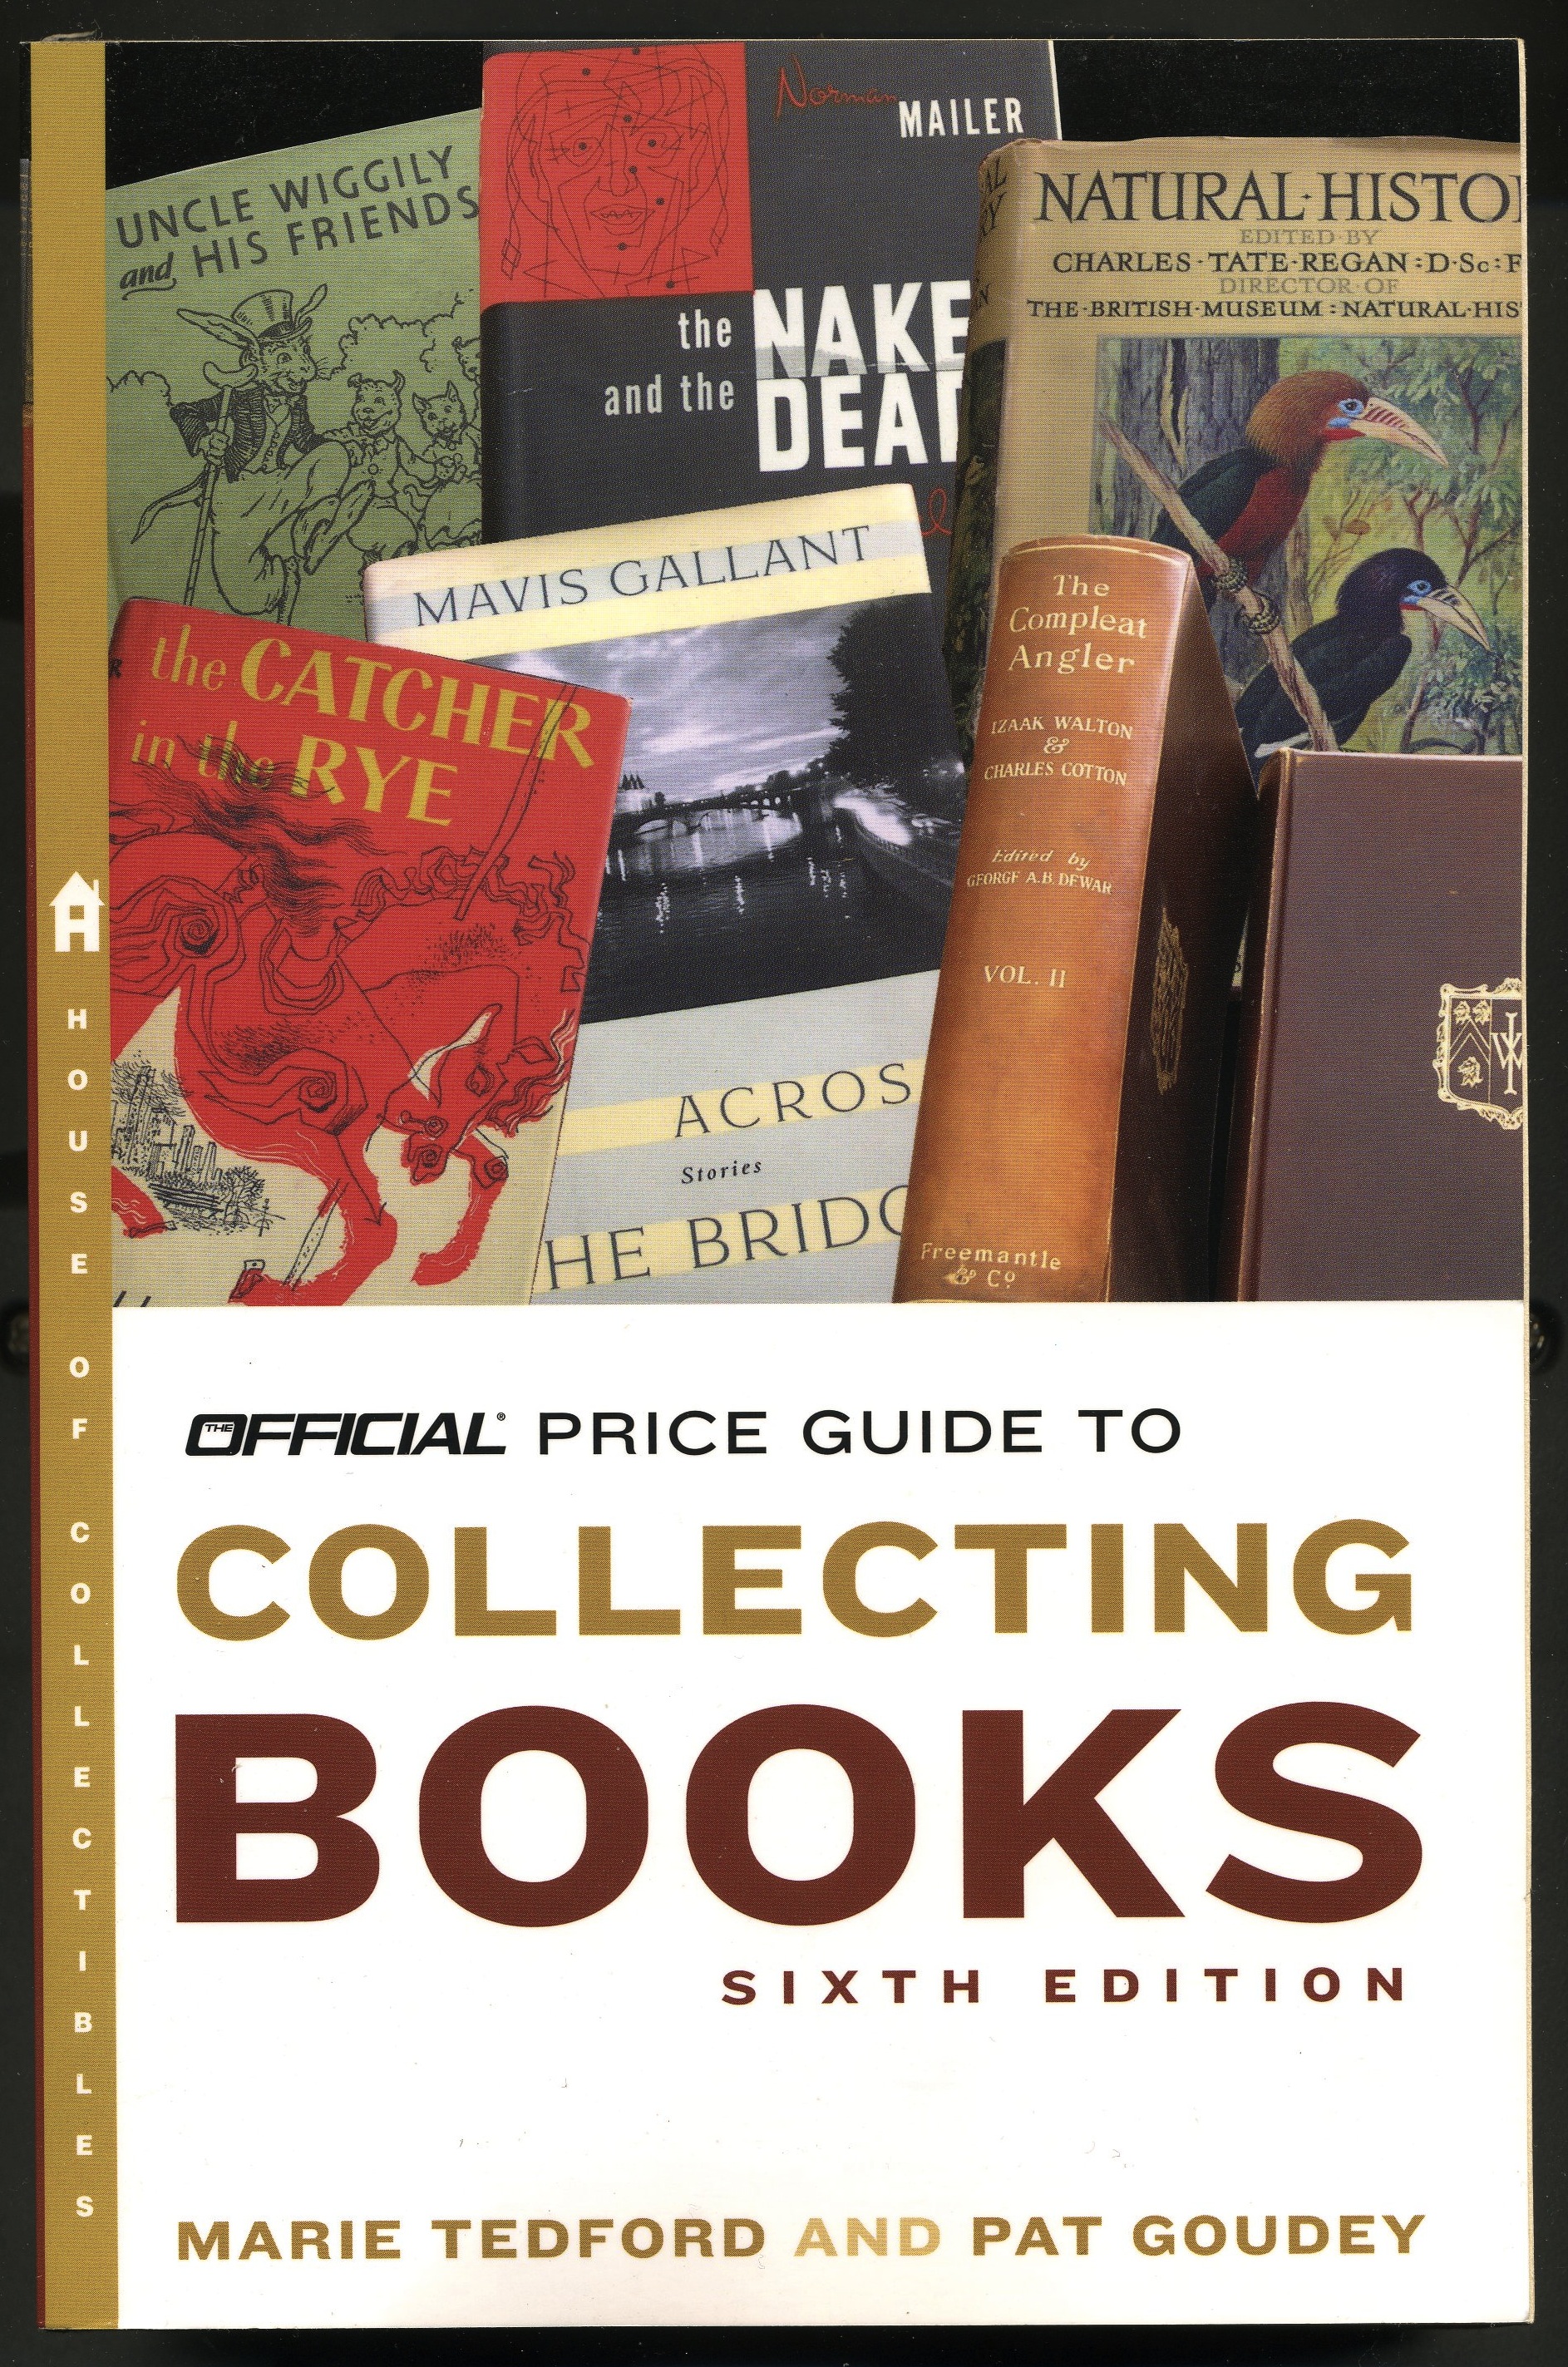 UNCLE WIGGILY
and HIS FRIENDS
Norman
MAILER
the NAKE
and the DEAD
NATURAL·HISTO
EDITED·BY
CHARLES·TATE·REGAN:D·Sc:F
DIRECTOR·OF
THE·BRITISH·MUSEUM:NATURAL·HIS
MAVIS GALLANT
ACROS
Stories
HE BRIDG
the CATCHER
in the RYE
The
Compleat
Angler
IZAAK WALTON
&
CHARLES COTTON
Edited by
GEORGE A.B. DEWAR
VOL. II
Freemantle
& Co
HOUSE OF COLLECTIBLES
THE OFFICIAL® PRICE GUIDE TO
COLLECTING
BOOKS
SIXTH EDITION
MARIE TEDFORD AND PAT GOUDEY